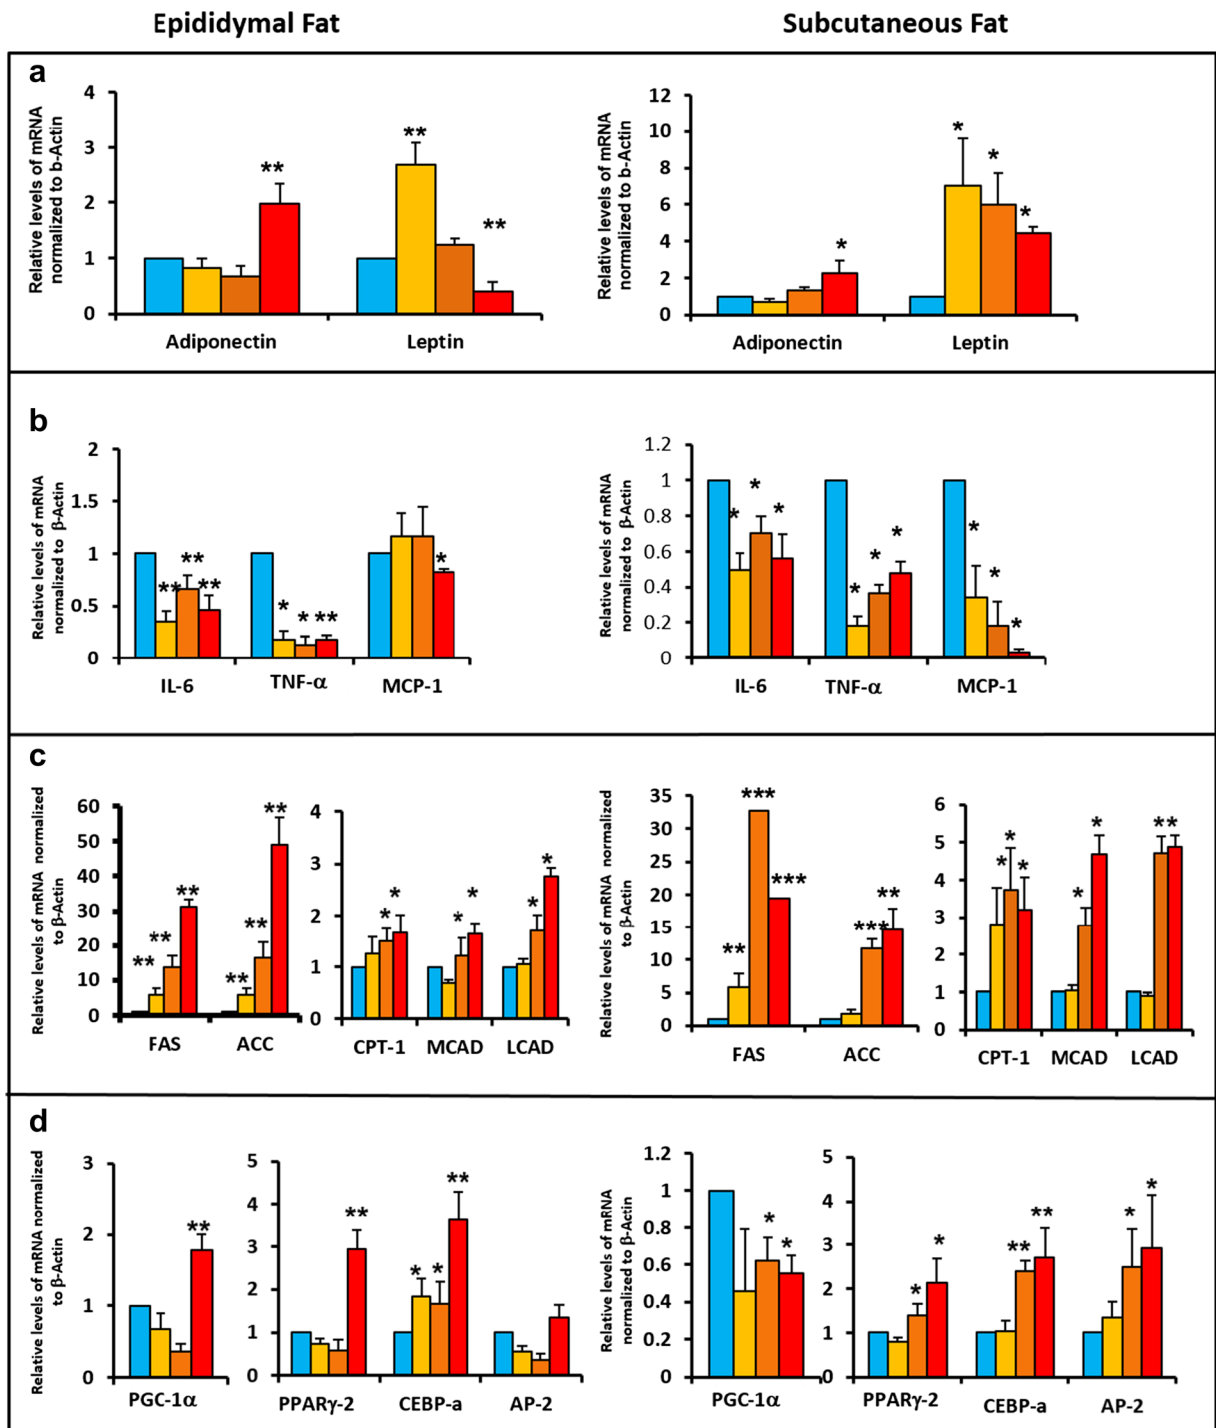 Epididymal Fat
Subcutaneous Fat
a
Relative levels of mRNA
normalized to b-Actin
4
3
2
1
0
**
**
**
Adiponectin
Leptin
Relative levels of mRNA
normalized to b-Actin
12
10
8
6
4
2
0
*
*
*
*
Adiponectin
Leptin
b
Relative levels of mRNA
normalized to β-Actin
2
1.5
1
0.5
0
**
**
**
*
*
**
*
IL-6
TNF-α
MCP-1
Relative levels of mRNA
normalized to β-Actin
1.2
1
0.8
0.6
0.4
0.2
0
*
*
*
*
*
*
*
*
*
IL-6
TNF-α
MCP-1
c
Relative levels of mRNA normalized
to β-Actin
60
50
40
30
20
10
0
**
**
**
**
**
**
FAS
ACC
4
3
2
1
0
*
*
*
*
*
*
CPT-1
MCAD
LCAD
Relative levels of mRNA normalized
to β-Actin
35
30
25
20
15
10
5
0
**
***
***
***
**
FAS
ACC
6
5
4
3
2
1
0
*
*
*
*
*
**
CPT-1
MCAD
LCAD
d
Relative levels of mRNA normalized
to β-Actin
3
2
1
0
**
PGC-1α
5
4
3
2
1
0
**
*
*
**
PPARγ-2
CEBP-a
AP-2
Relative levels of mRNA
normalized to β-Actin
1.2
1
0.8
0.6
0.4
0.2
0
*
*
PGC-1α
5
4
3
2
1
0
*
*
**
**
*
*
PPARγ-2
CEBP-a
AP-2